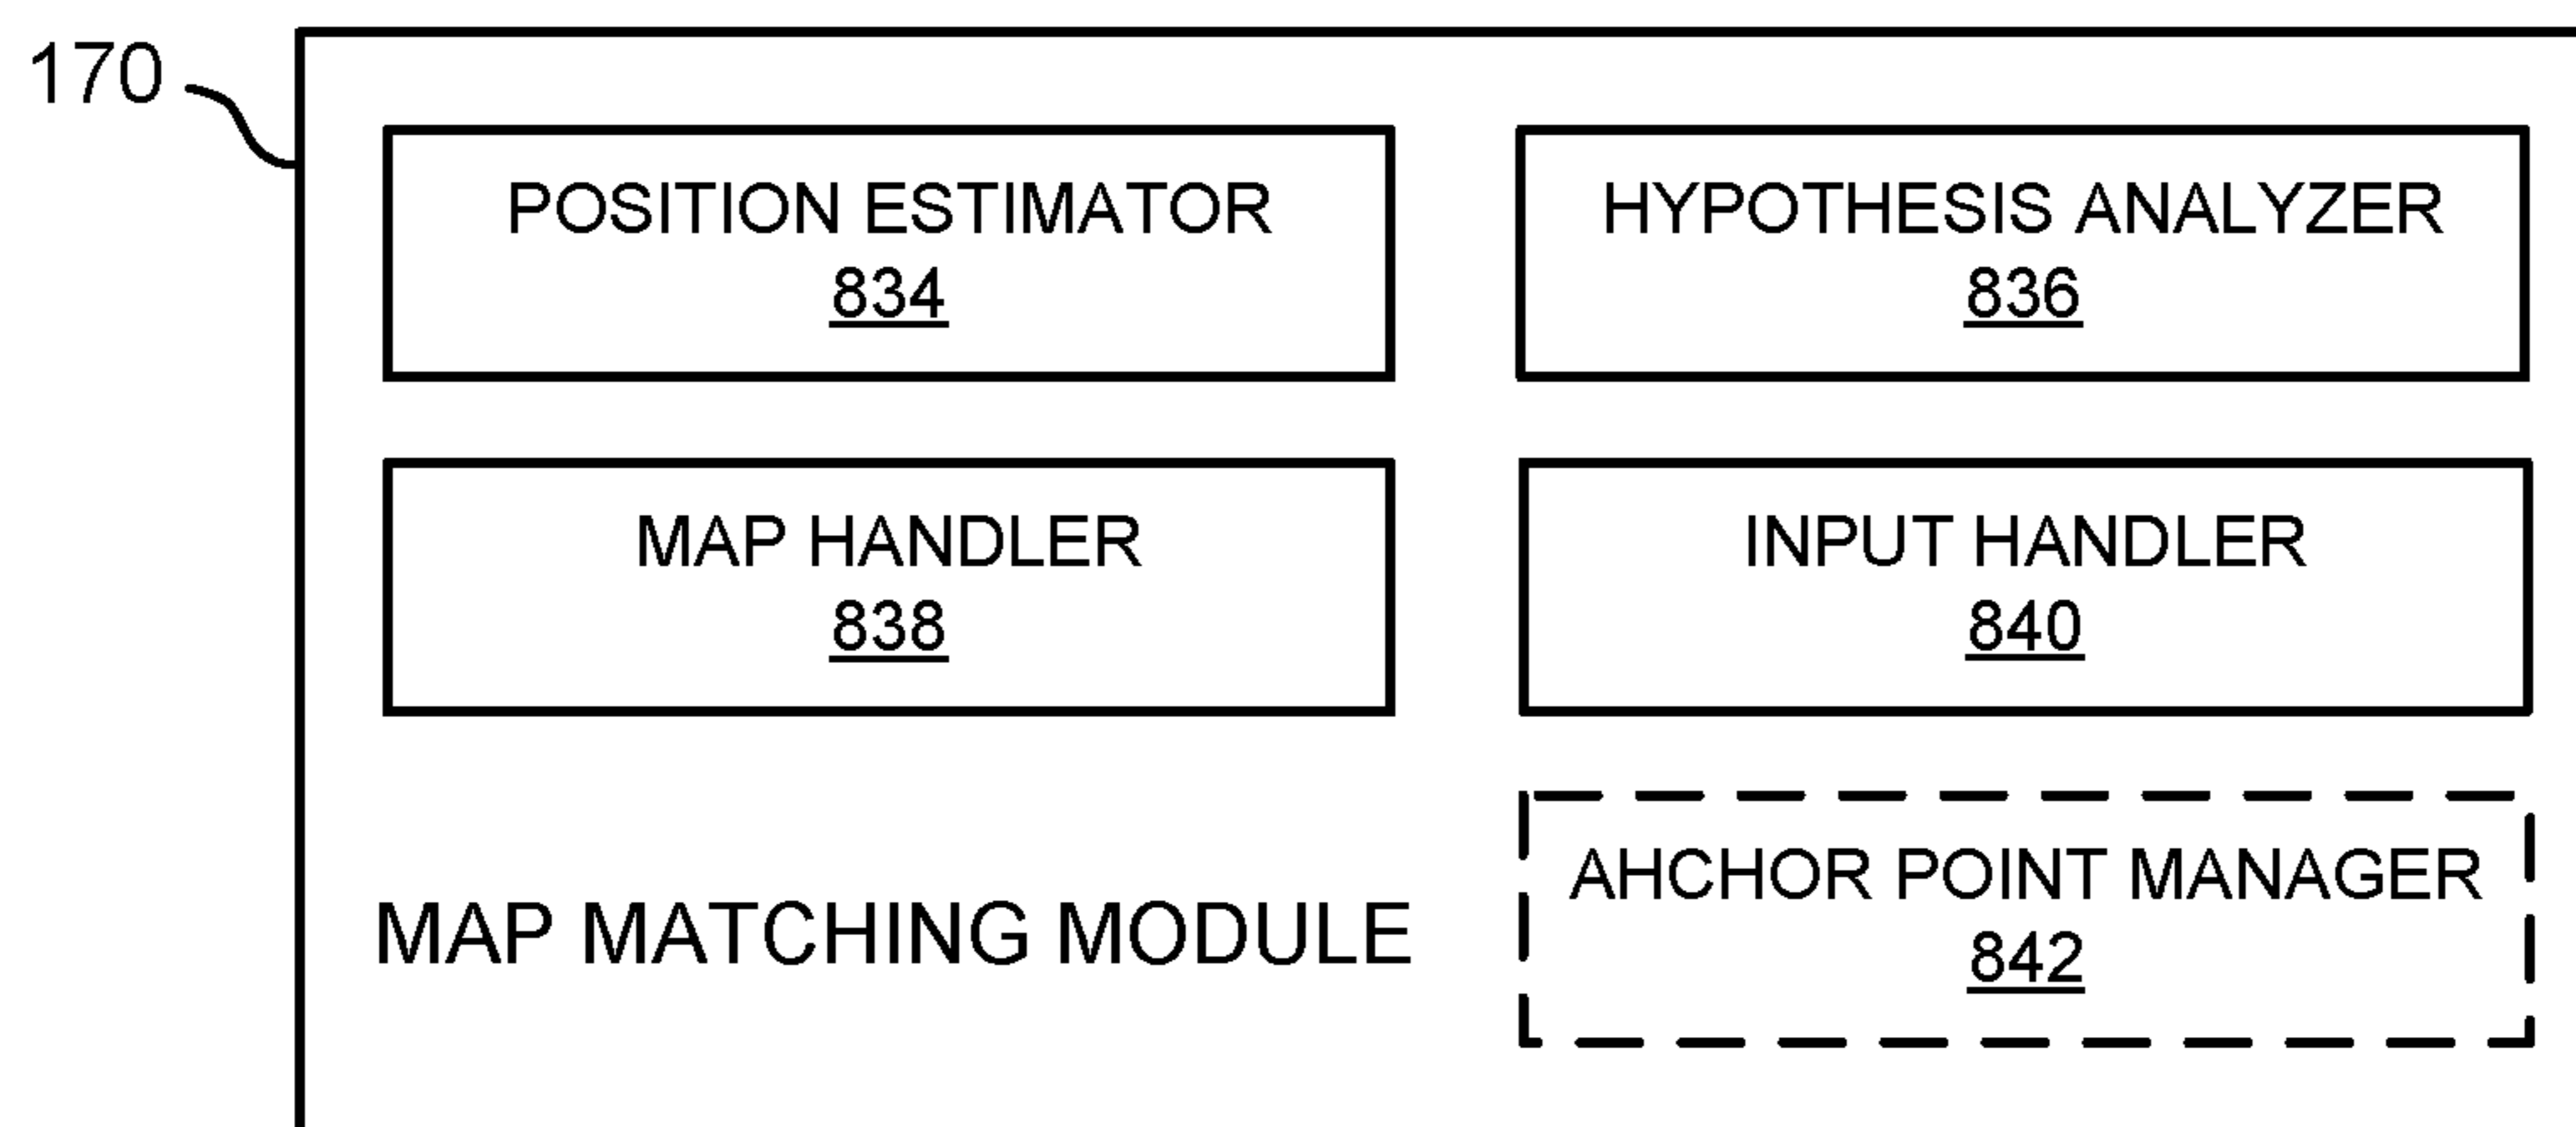 170
POSITION ESTIMATOR
834
HYPOTHESIS ANALYZER
836
MAP HANDLER
838
INPUT HANDLER
840
MAP MATCHING MODULE
AHCHOR POINT MANAGER
842